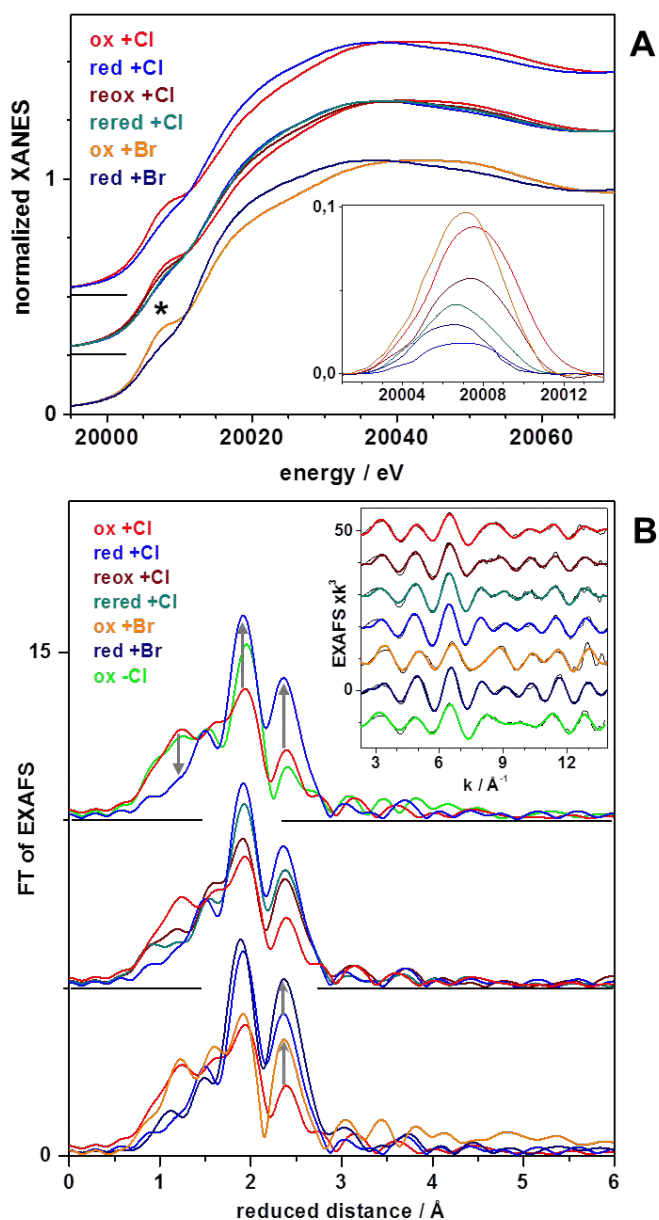 A
ox +Cl
red +Cl
reox +Cl
rered +Cl
ox +Br
red +Br
normalized XANES
1
0
*
0,1
0,0
20004 20008 20012
20000 20020 20040 20060
energy / eV
B
ox +Cl
red +Cl
reox +Cl
rered +Cl
ox +Br
red +Br
ox -Cl
FT of EXAFS
15
0
EXAFS xk³
50
0
3 6 9 12
k / Å⁻¹
0 1 2 3 4 5 6
reduced distance / Å